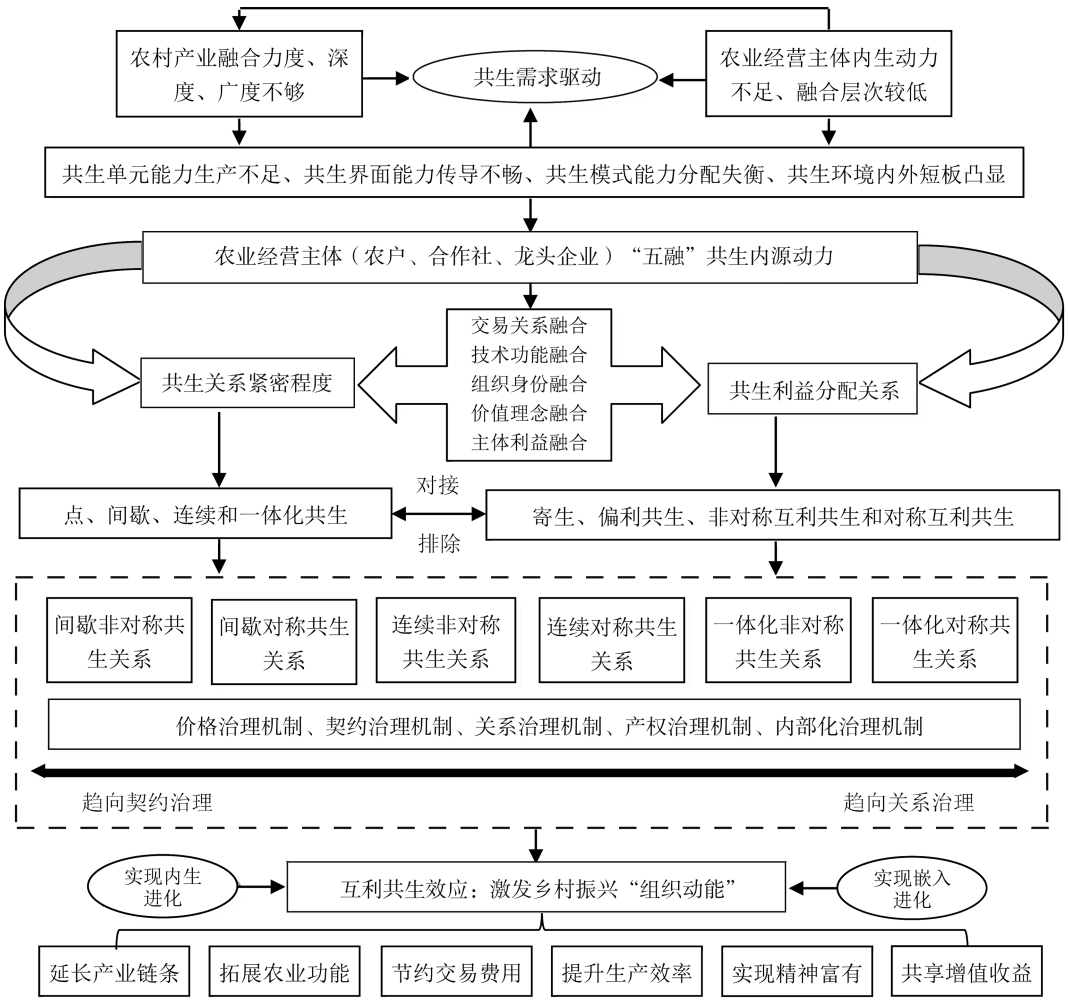 农村产业融合力度、深
度、广度不够
共生需求驱动
农业经营主体内生动力
不足、融合层次较低
共生单元能力生产不足、共生界面能力传导不畅、共生模式能力分配失衡、共生环境内外短板凸显
农业经营主体（农户、合作社、龙头企业）“五融”共生内源动力
交易关系融合
技术功能融合
组织身份融合
价值理念融合
主体利益融合
共生关系紧密程度
共生利益分配关系
点、间歇、连续和一体化共生
对接
排除
寄生、偏利共生、非对称互利共生和对称互利共生
间歇非对称共
生关系
间歇对称共生
关系
连续非对称
共生关系
连续对称共生
关系
一体化非对称
共生关系
一体化对称共
生关系
价格治理机制、契约治理机制、关系治理机制、产权治理机制、内部化治理机制
趋向契约治理
趋向关系治理
实现内生
进化
互利共生效应：激发乡村振兴“组织动能”
实现嵌入
进化
延长产业链条
拓展农业功能
节约交易费用
提升生产效率
实现精神富有
共享增值收益